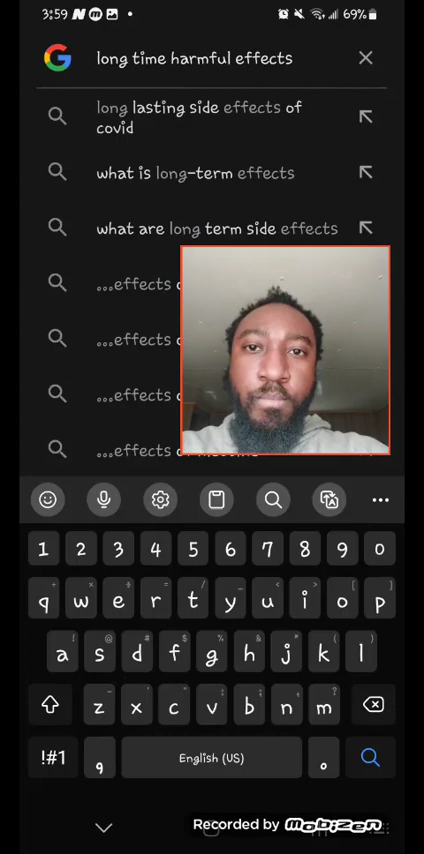 3:59 N m 69%
long time harmful effects
long lasting side effects of
covid
what is long-term effects
what are long term side effects
...effects
...effects
...effects
...effects
1 2 3 4 5 6 7 8 9 0
+ × ÷ = / _ < > [ ]
q w e r t y u i o p
! @ # $ % ^ & * ( )
a s d f g h j k l
- ' " : ; , ?
z x c v b n m
!#1 , English (US) .
Recorded by mobizen